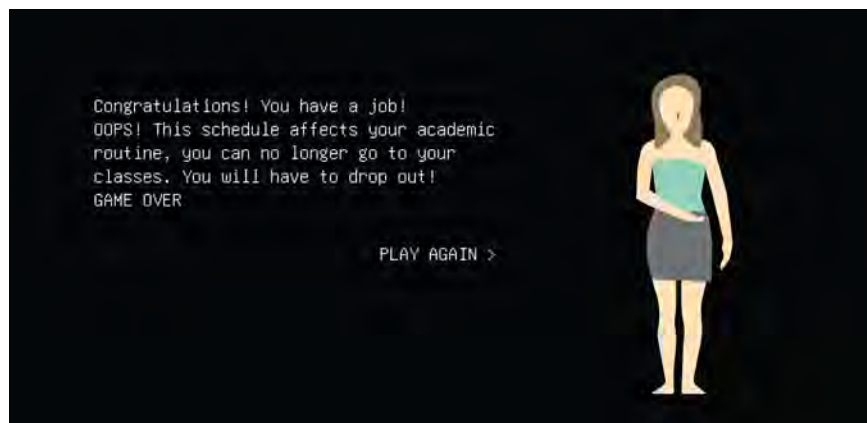 Congratulations! You have a job!
OOPS! This schedule affects your academic
routine, you can no longer go to your
classes. You will have to drop out!
GAME OVER
PLAY AGAIN >